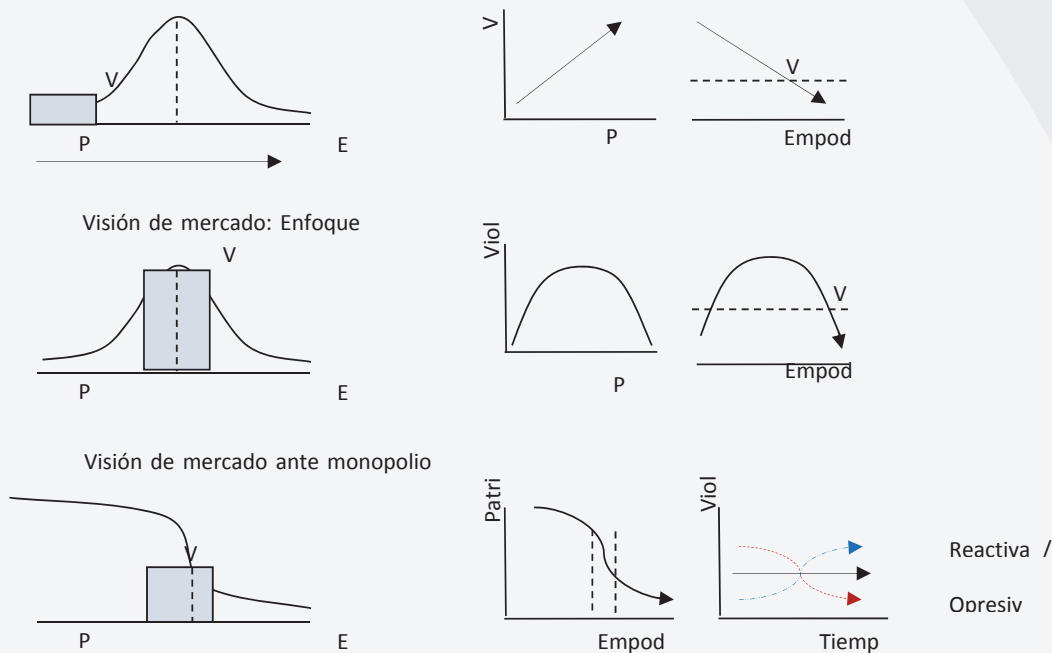 V
P
E
V
P
V
Empod
Visión de mercado: Enfoque
V
P
E
Viol
P
V
Empod
Visión de mercado ante monopolio
V
P
E
Patri
Empod
Viol
Tiemp
Reactiva /
Opresiv